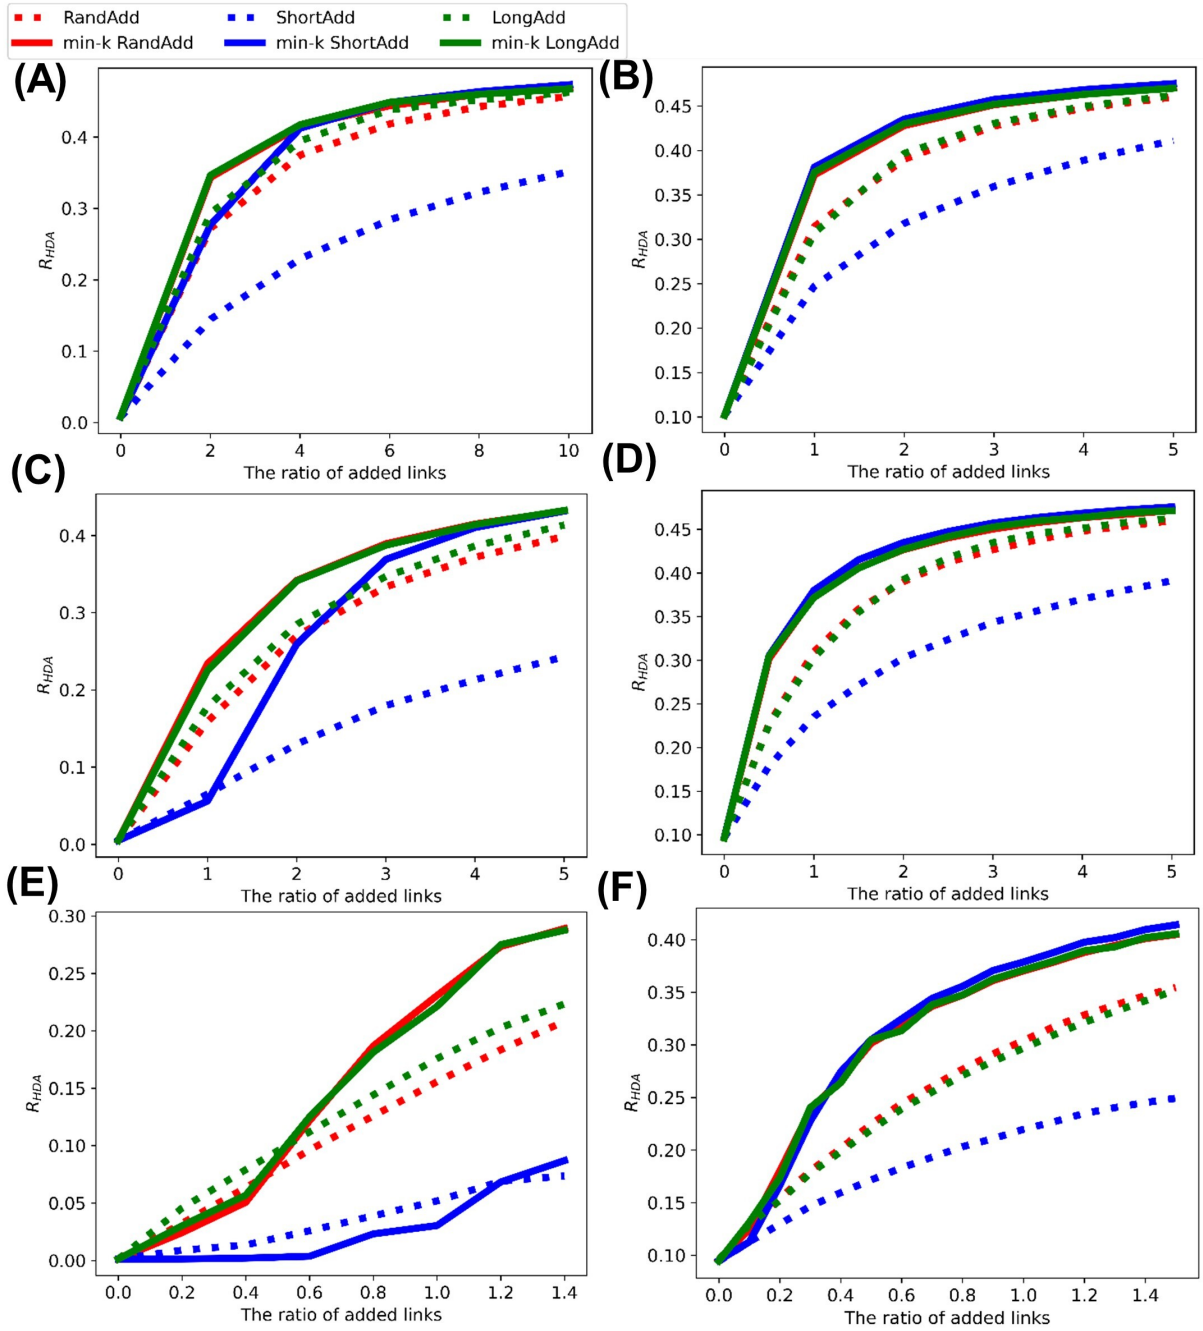 RandAdd ShortAdd LongAdd
min-k RandAdd min-k ShortAdd min-k LongAdd
(A)
0.4
0.3
0.2
0.1
0.0
R_HDA
0 2 4 6 8 10
The ratio of added links
(B)
0.45
0.40
0.35
0.30
0.25
0.20
0.15
0.10
R_HDA
0 1 2 3 4 5
The ratio of added links
(C)
0.4
0.3
0.2
0.1
0.0
R_HDA
0 1 2 3 4 5
The ratio of added links
(D)
0.45
0.40
0.35
0.30
0.25
0.20
0.15
0.10
R_HDA
0 1 2 3 4 5
The ratio of added links
(E)
0.30
0.25
0.20
0.15
0.10
0.05
0.00
R_HDA
0.0 0.2 0.4 0.6 0.8 1.0 1.2 1.4
The ratio of added links
(F)
0.40
0.35
0.30
0.25
0.20
0.15
0.10
R_HDA
0.0 0.2 0.4 0.6 0.8 1.0 1.2 1.4
The ratio of added links